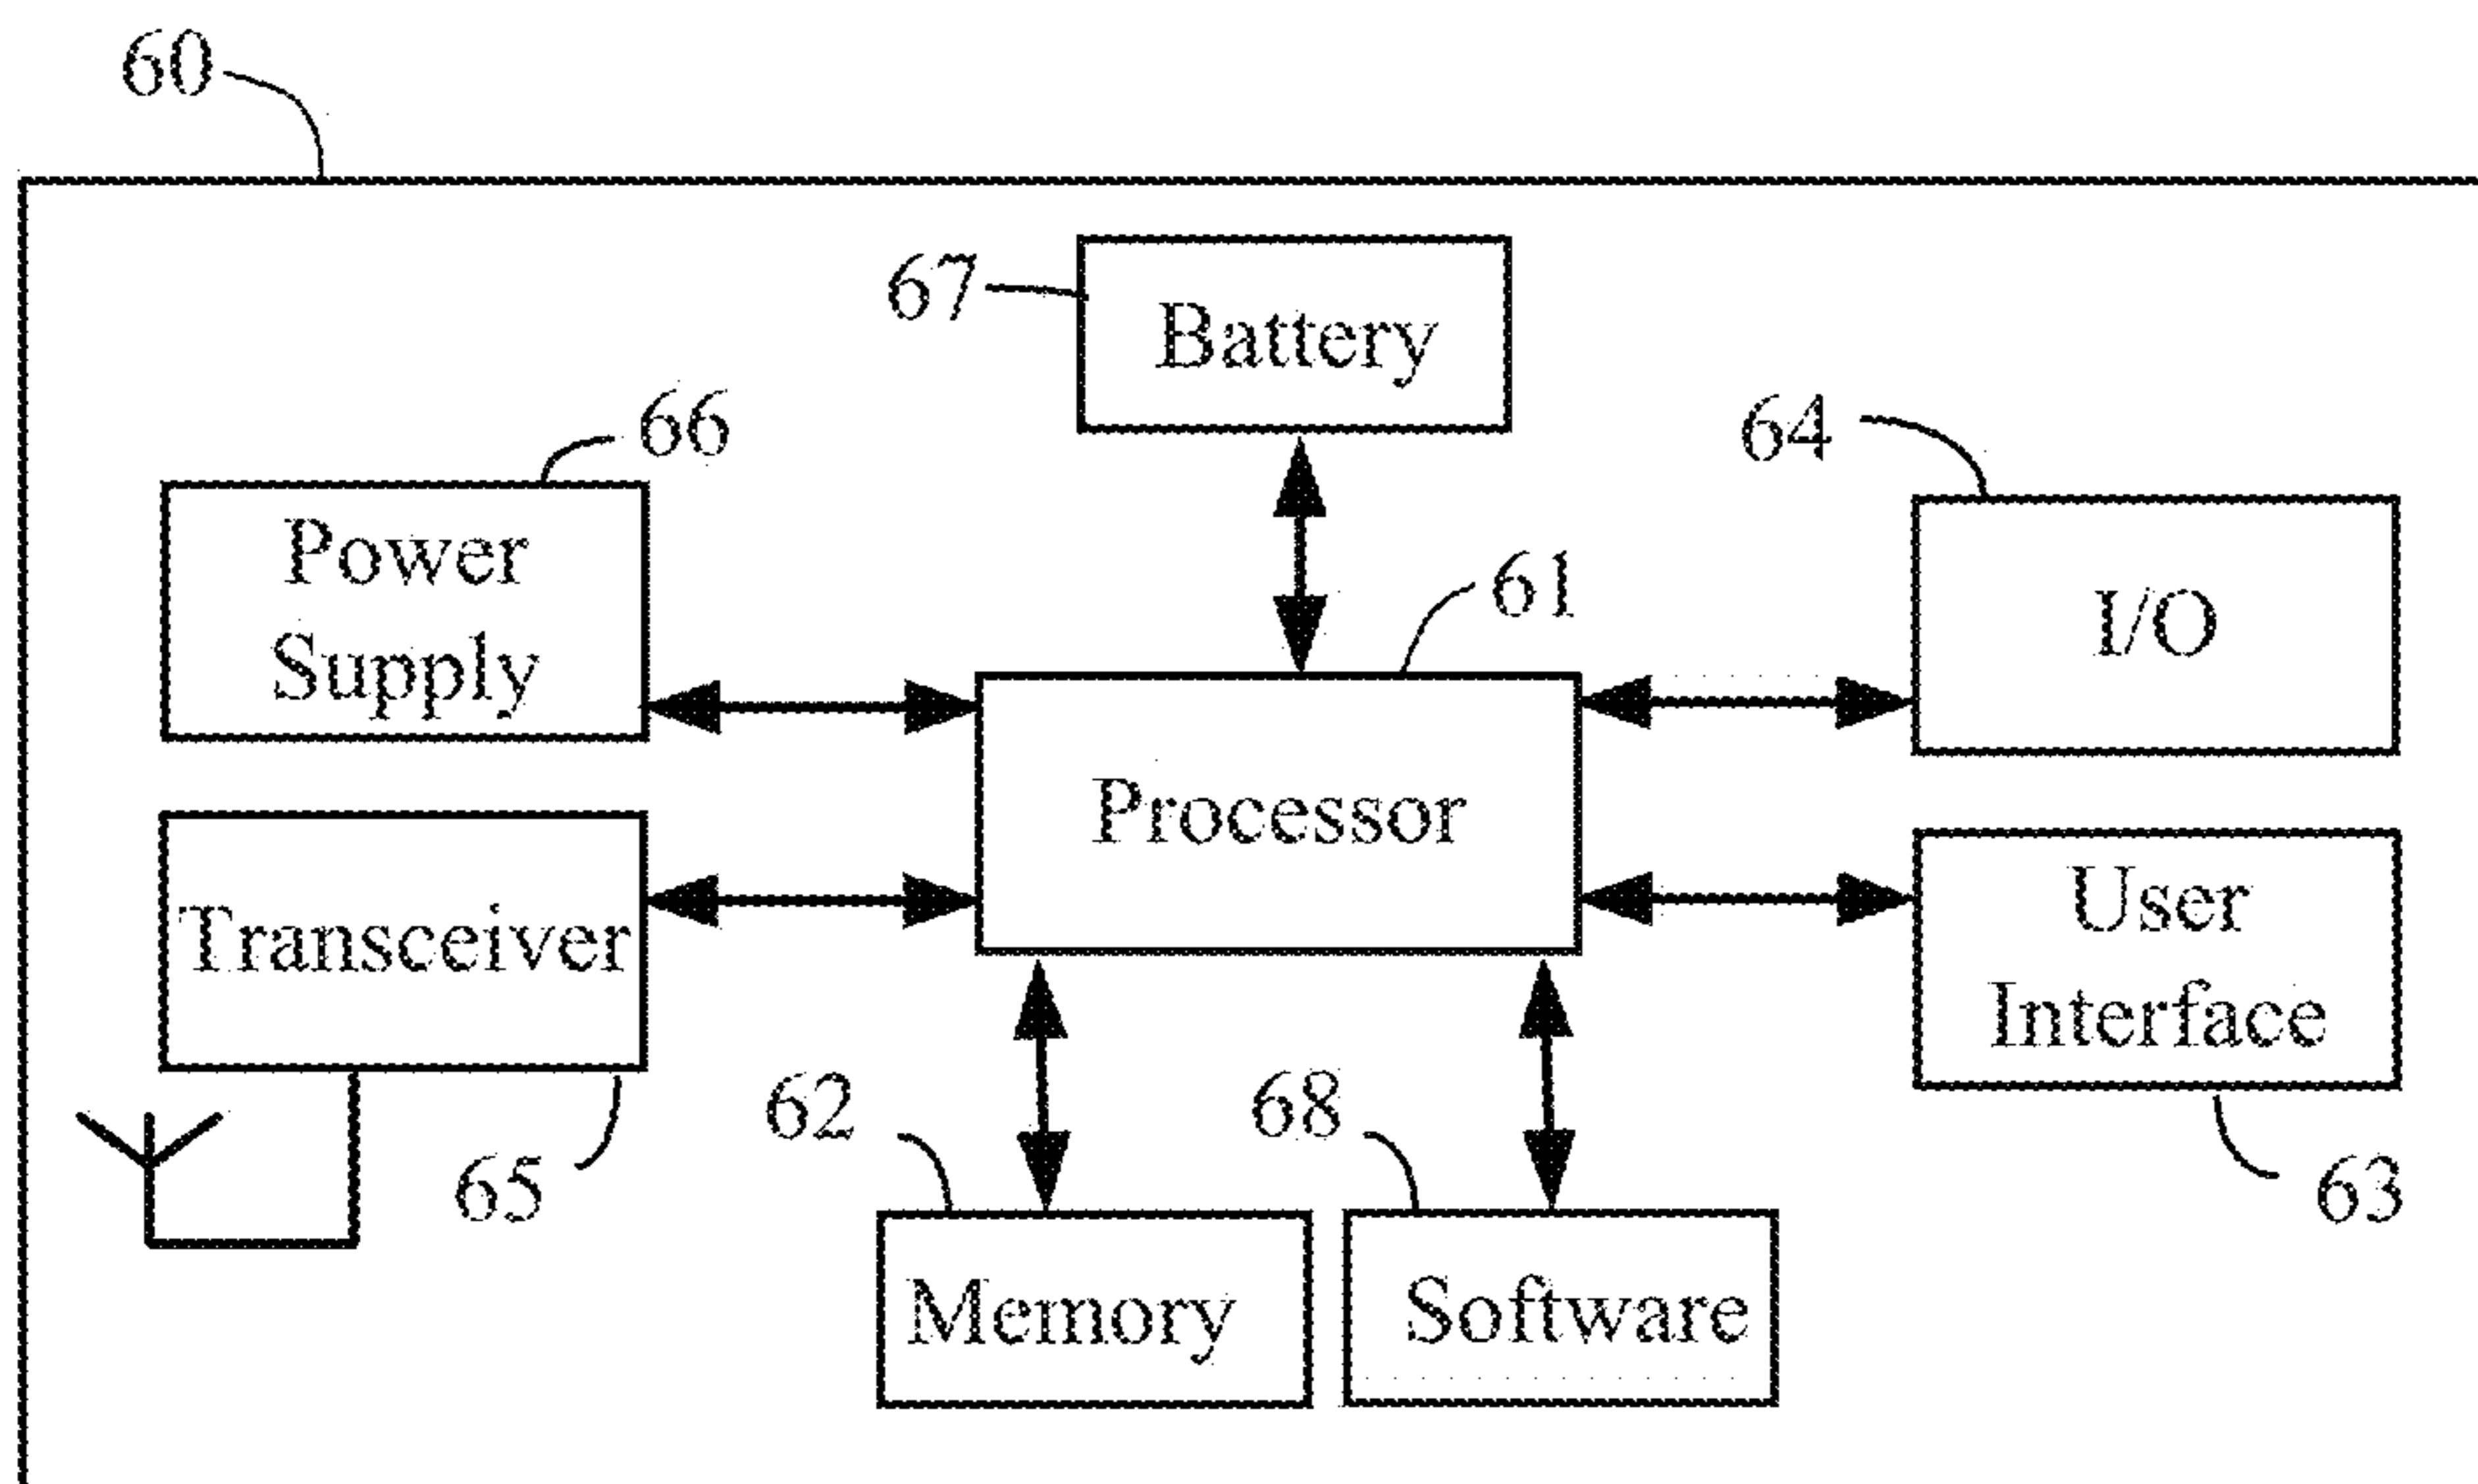 60
67
Battery
66
64
Power
Supply
61
I/O
Processor
Transceiver
User
Interface
62
68
65
63
Memory
Software